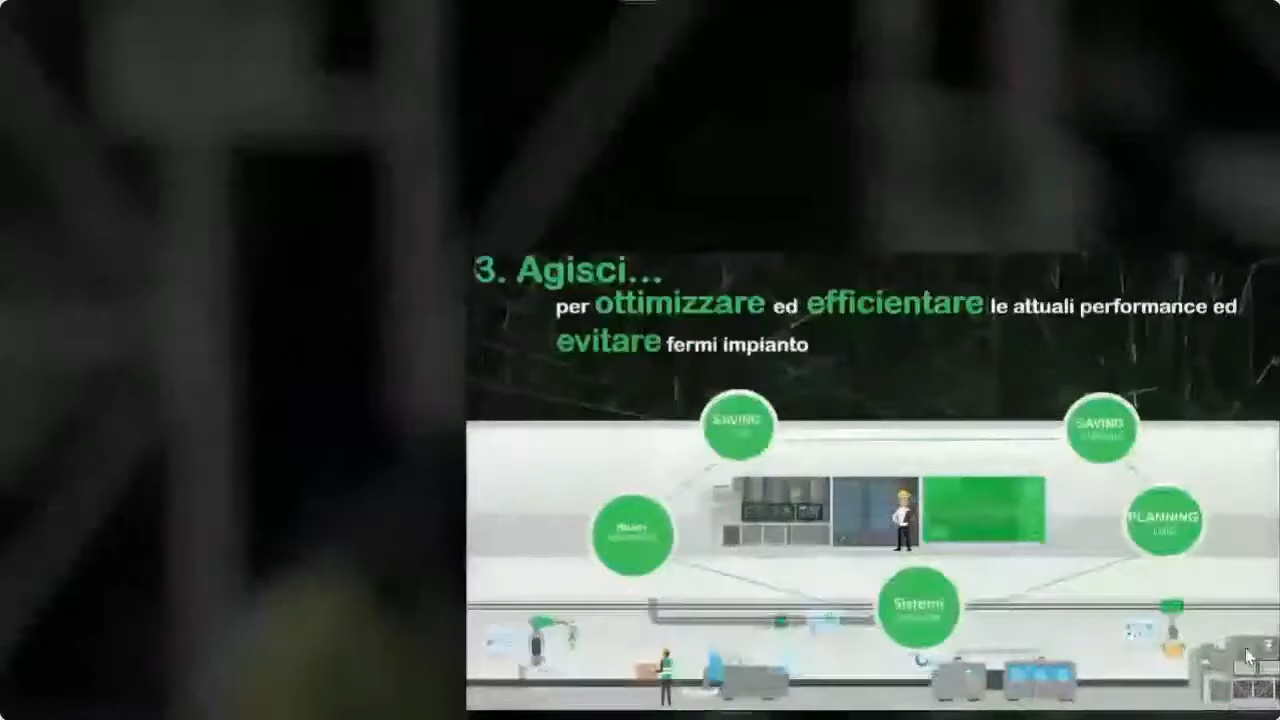 3. Agisci...
per ottimizzare ed efficientare le attuali performance ed
evitare fermi impianto
SAVING
SAVING
PLANNING
Sistemi